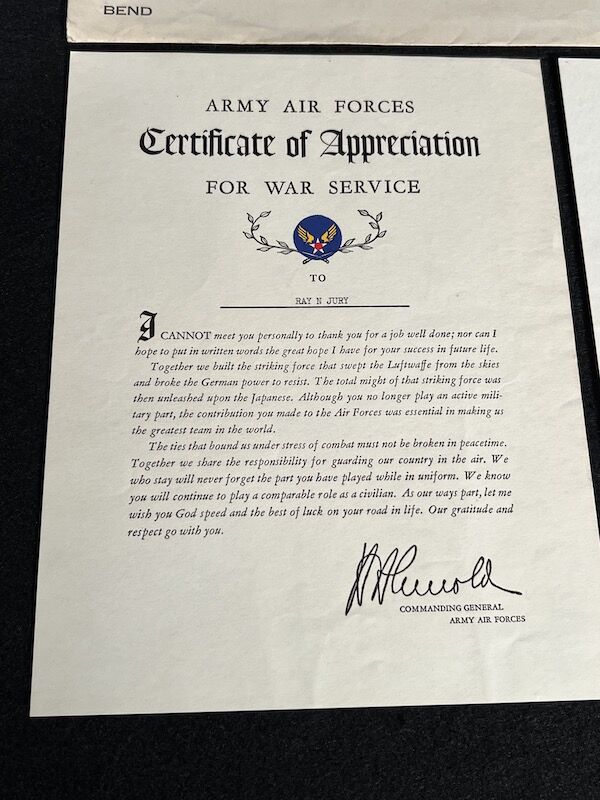 BEND
ARMY AIR FORCES
Certificate of Appreciation
FOR WAR SERVICE
TO
RAY N JURY
I CANNOT meet you personally to thank you for a job well done; nor can I
hope to put in written words the great hope I have for your success in future life.
Together we built the striking force that swept the Luftwaffe from the skies
and broke the German power to resist. The total might of that striking force was
then unleashed upon the Japanese. Although you no longer play an active mili-
tary part, the contribution you made to the Air Forces was essential in making us
the greatest team in the world.
The ties that bound us under stress of combat must not be broken in peacetime.
Together we share the responsibility for guarding our country in the air. We
who stay will never forget the part you have played while in uniform. We know
you will continue to play a comparable role as a civilian. As our ways part, let me
wish you God speed and the best of luck on your road in life. Our gratitude and
respect go with you.
H H Arnold
COMMANDING GENERAL
ARMY AIR FORCES